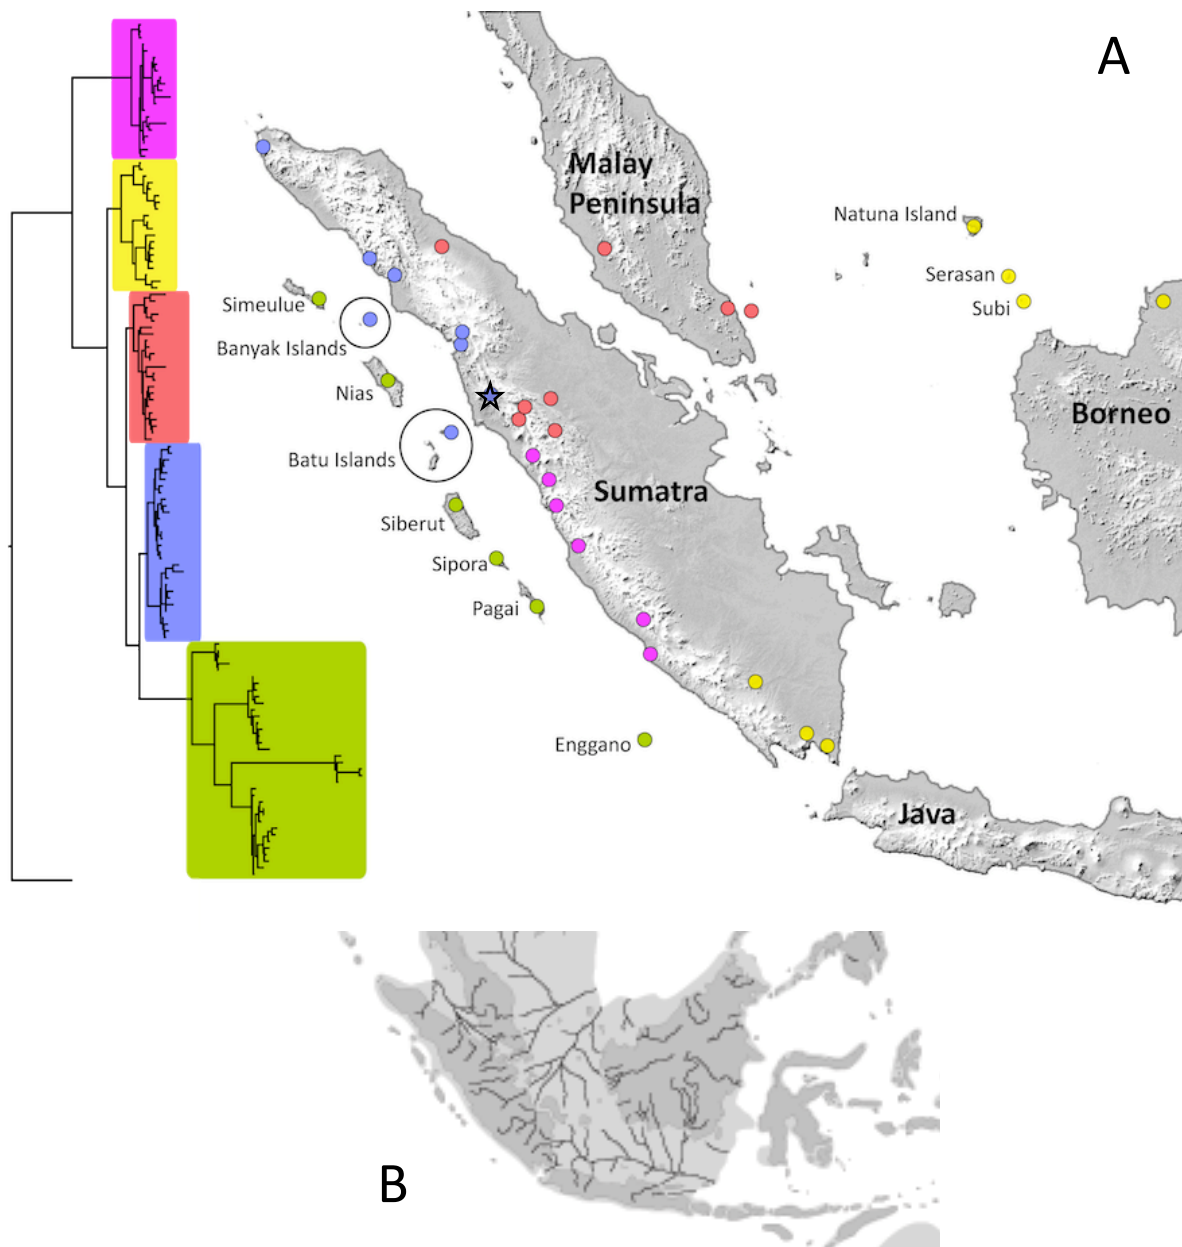 A
Malay
Peninsula
Natuna Island
Serasan
Subi
Simeulue
Banyak Islands
Nias
Borneo
Batu Islands
Sumatra
Siberut
Sipora
Pagai
Enggano
Java
B